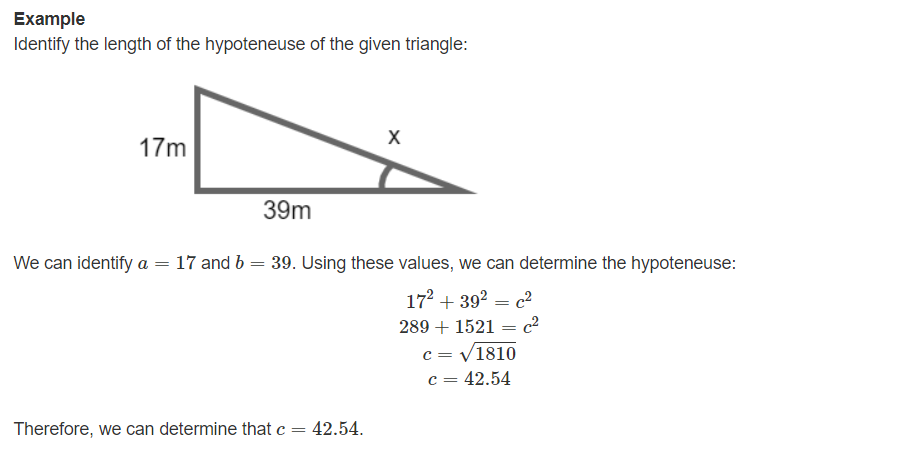 Example
Identify the length of the hypoteneuse of the given triangle:
x
17m
39m
We can identify a = 17 and b = 39. Using these values, we can determine the hypoteneuse:
17² + 39² = c²
289 + 1521 = c²
c = √1810
c = 42.54
Therefore, we can determine that c = 42.54.